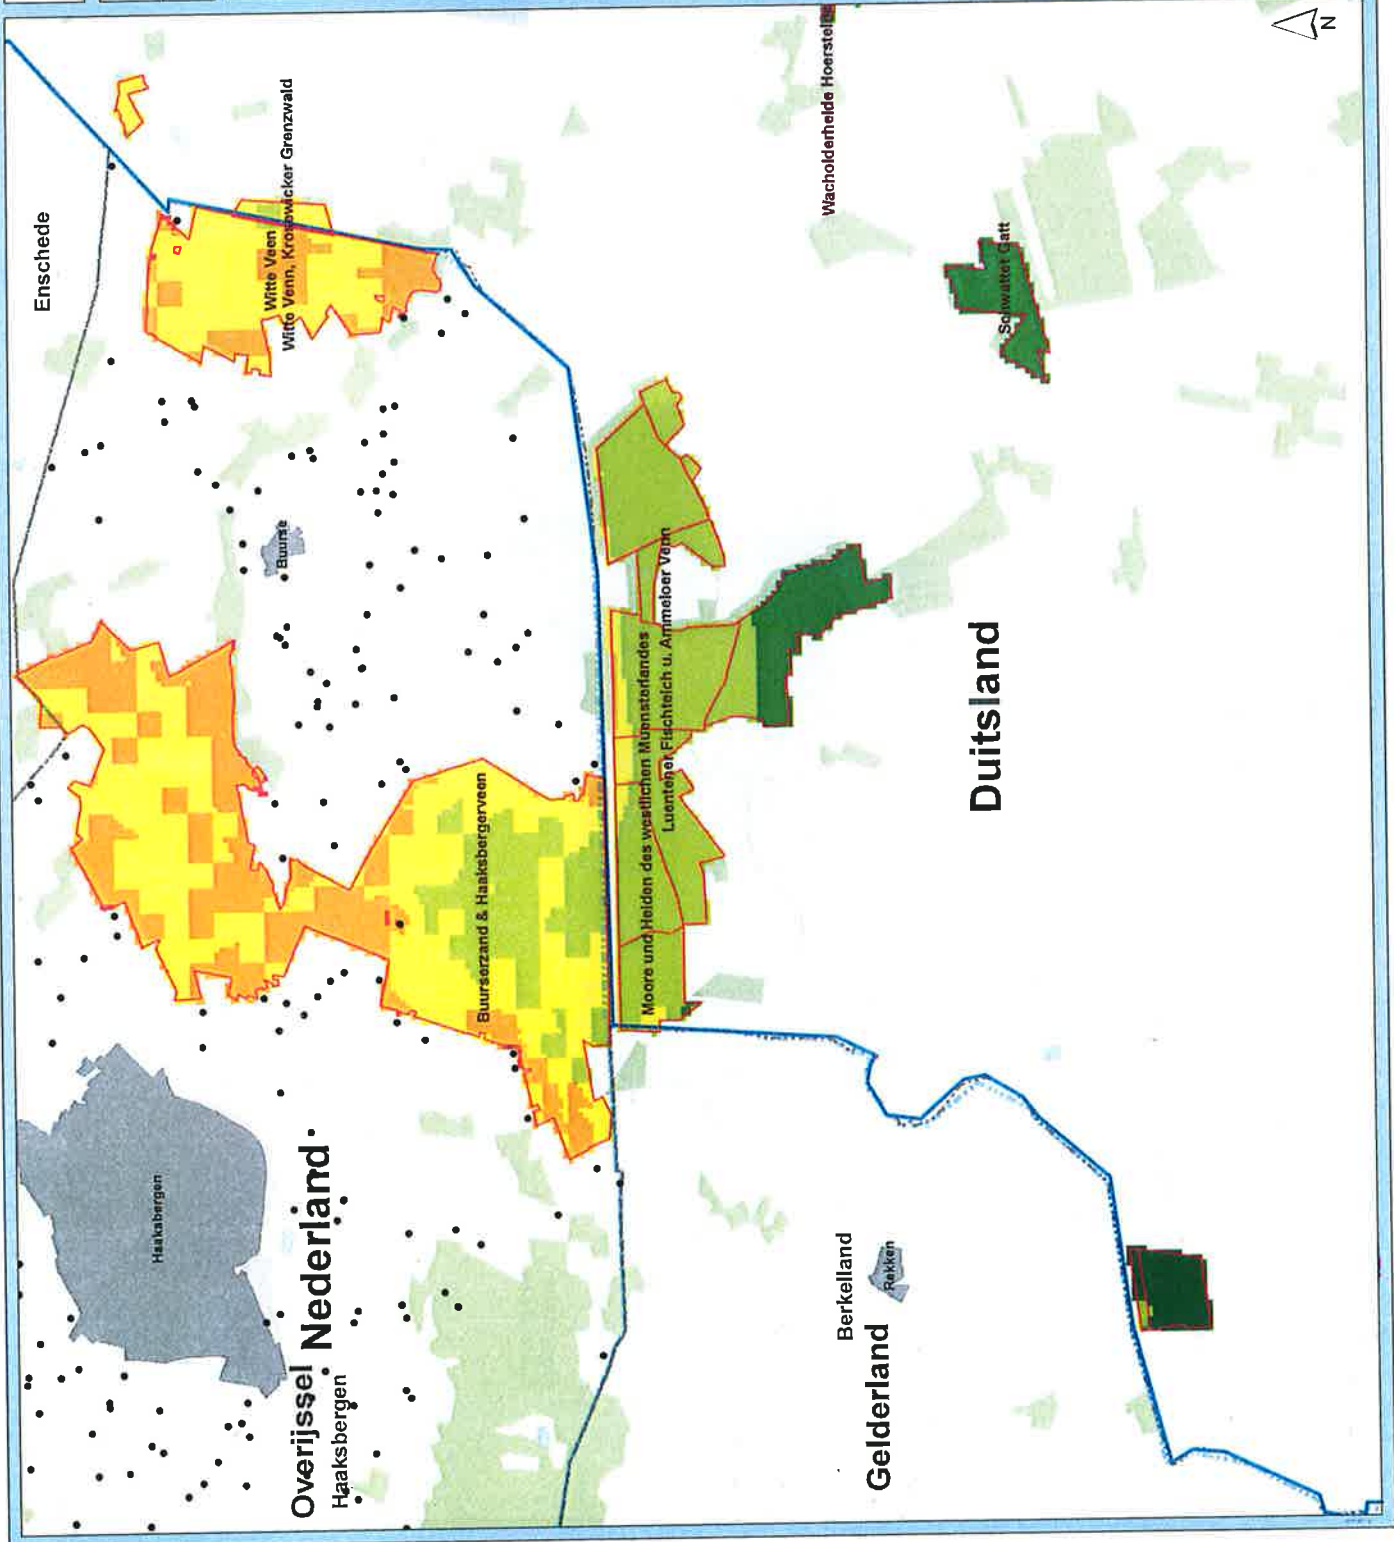 Enschede
Witte Veen
Witte Venn, Krosewicker Grenzwald
Wacholderheide Hoerstel
Buurse
Schwattet Gatt
Buurserzand & Haaksbergerveen
Moore und Heiden des westlichen Muensterlandes
Luentener Fischteich u. Ammeloer Venn
Duitsland
Haaksbergen
Nederland
Overijssel
Haaksbergen
Berkelland
Rekken
Gelderland
N